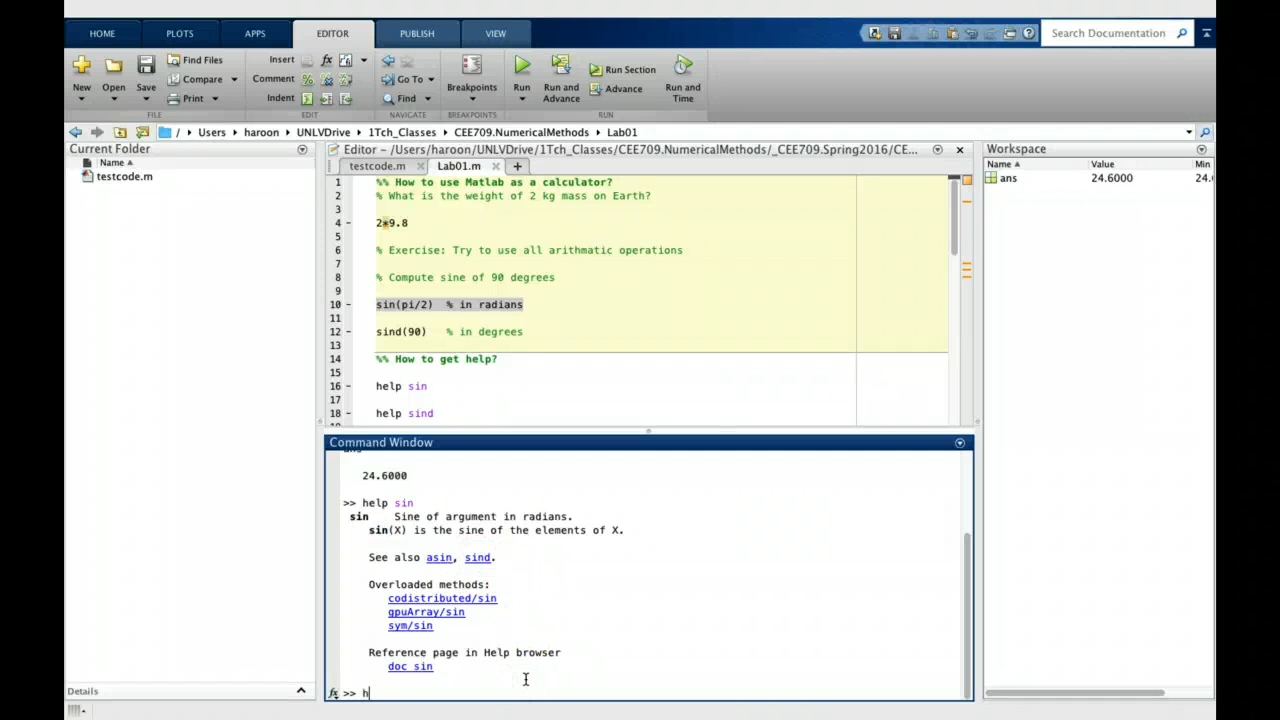 HOME PLOTS APPS EDITOR PUBLISH VIEW Search Documentation
New Open Save Find Files Compare Print Insert Comment Indent fx Go To Find Breakpoints Run Run and Advance Run Section Advance Run and Time
FILE EDIT NAVIGATE BREAKPOINTS RUN
/ Users haroon UNLVDrive 1Tch_Classes CEE709.NumericalMethods Lab01
Current Folder
Name
testcode.m
Details
Editor - /Users/haroon/UNLVDrive/1Tch_Classes/CEE709.NumericalMethods/_CEE709.Spring2016/CE...
testcode.m Lab01.m +
1 %% How to use Matlab as a calculator?
2 % What is the weight of 2 kg mass on Earth?
3
4 - 2*9.8
5
6 % Exercise: Try to use all arithmatic operations
7
8 % Compute sine of 90 degrees
9
10 - sin(pi/2) % in radians
11
12 - sind(90) % in degrees
13
14 %% How to get help?
15
16 - help sin
17
18 - help sind
Command Window
24.6000
>> help sin
sin Sine of argument in radians.
sin(X) is the sine of the elements of X.
See also asin, sind.
Overloaded methods:
codistributed/sin
gpuArray/sin
sym/sin
Reference page in Help browser
doc sin
fx >> h
Workspace
Name Value Min
ans 24.6000 24.